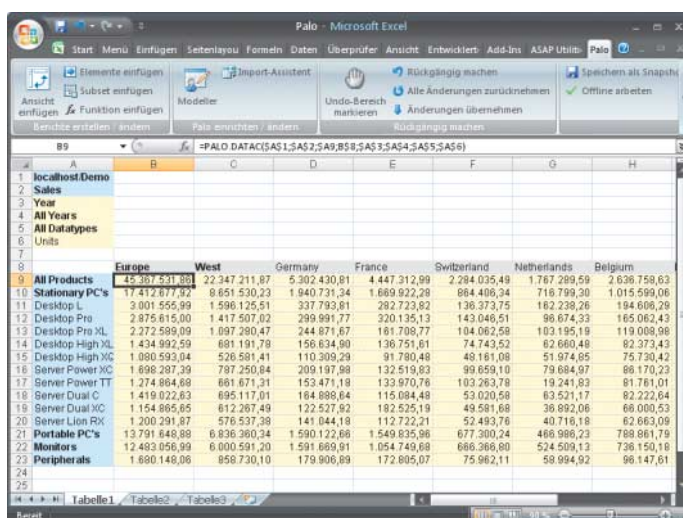 Palo - Microsoft Excel
Start Menü Einfügen Seitenlayou Formeln Daten Überprüfer Ansicht Entwicklert Add-Ins ASAP Utilitie Palo
Ansicht einfügen
Elemente einfügen
Subset einfügen
Funktion einfügen
Berichte erstellen / ändern
Modeller
Import-Assistent
Palo einrichten / ändern
Undo-Bereich markieren
Rückgängig machen
Alle Änderungen zurücknehmen
Änderungen übernehmen
Rückgängig machen
Speichern als Snapsho
Offline arbeiten
B9 fx =PALO.DATAC($A$1;$A$2;$A9;B$8;$A$3;$A$4;$A$5;$A$6)
A B C D E F G H
1 localhost/Demo
2 Sales
3 Year
4 All Years
5 All Datatypes
6 Units
7
8 Europe West Germany France Switzerland Netherlands Belgium
9 All Products 45.367.531,86 22.347.211,87 5.302.430,81 4.447.312,99 2.284.035,49 1.767.289,59 2.636.758,63
10 Stationary PC's 17.412.677,92 8.651.530,23 1.940.731,34 1.669.922,28 864.406,34 716.799,30 1.015.599,06
11 Desktop L 3.001.555,99 1.596.125,51 337.793,81 282.723,82 136.373,75 162.238,26 194.606,29
12 Desktop Pro 2.875.615,00 1.417.507,02 299.991,77 320.135,13 143.046,51 96.674,33 165.062,43
13 Desktop Pro XL 2.272.589,09 1.097.280,47 244.871,67 161.708,77 104.062,58 103.195,19 119.008,98
14 Desktop High XL 1.434.992,59 681.191,78 156.634,90 136.751,61 74.743,52 62.660,48 82.373,43
15 Desktop High XC 1.080.593,04 526.581,41 110.309,29 91.780,48 48.161,08 51.974,85 75.730,42
16 Server Power XC 1.698.287,39 787.250,84 209.197,98 132.519,83 99.659,10 79.684,97 86.170,23
17 Server Power TT 1.274.864,68 661.671,31 153.471,18 133.970,76 103.263,78 19.241,83 81.761,01
18 Server Dual C 1.419.022,63 695.117,01 164.898,64 115.084,48 53.020,58 63.521,17 82.222,64
19 Server Dual XC 1.154.865,65 612.267,49 122.527,92 182.525,19 49.581,68 36.892,06 66.000,53
20 Server Lion RX 1.200.291,87 576.537,38 141.044,18 112.722,21 52.493,76 40.716,18 62.663,09
21 Portable PC's 13.791.648,88 6.836.360,34 1.590.122,66 1.549.835,96 677.300,24 466.986,23 788.861,79
22 Monitors 12.483.056,99 6.000.591,20 1.591.669,91 1.054.749,68 666.366,80 524.509,13 736.150,18
23 Peripherals 1.680.148,06 858.730,10 179.906,89 172.805,07 75.962,11 58.994,92 96.147,61
24
25
Tabelle1 Tabelle2 Tabelle3
Bereit 90 %